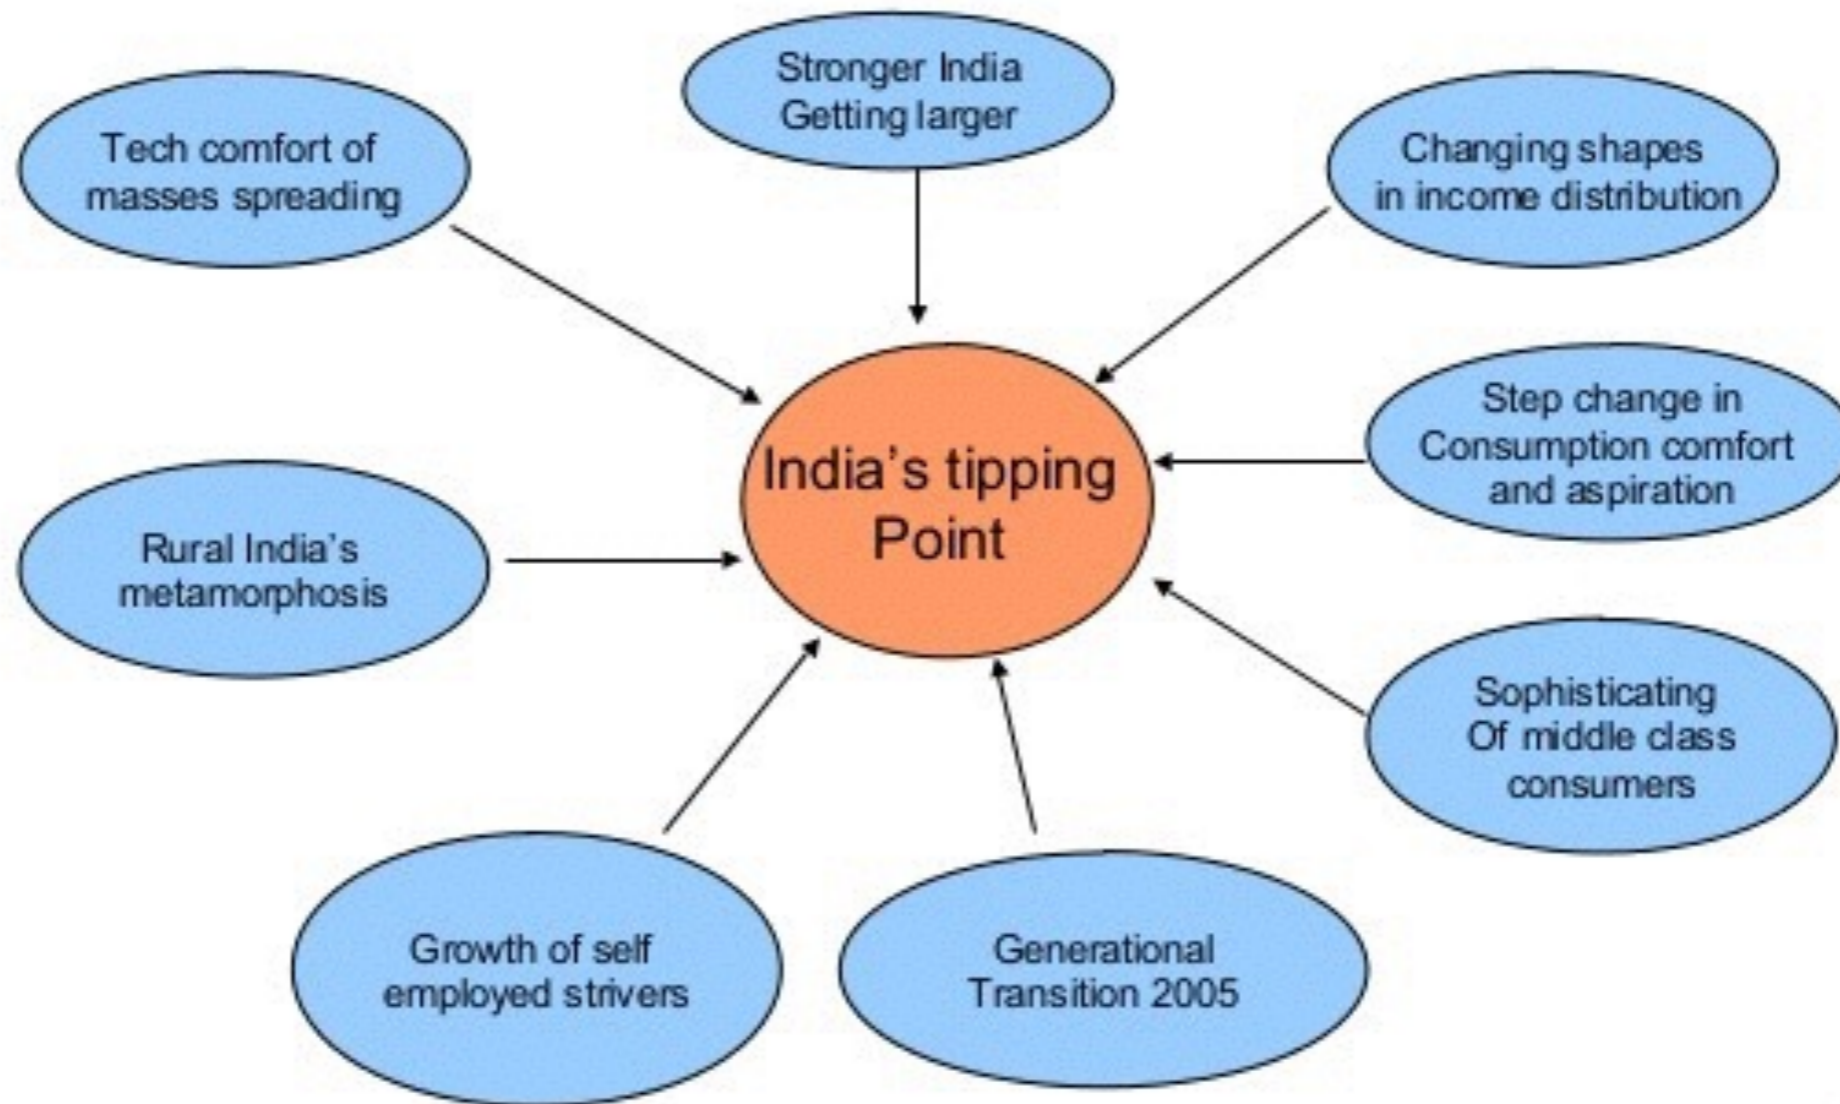 Stronger India
Getting larger
Tech comfort of
masses spreading
Changing shapes
in income distribution
Step change in
Consumption comfort
and aspiration
India’s tipping
Point
Rural India’s
metamorphosis
Sophisticating
Of middle class
consumers
Growth of self
employed strivers
Generational
Transition 2005